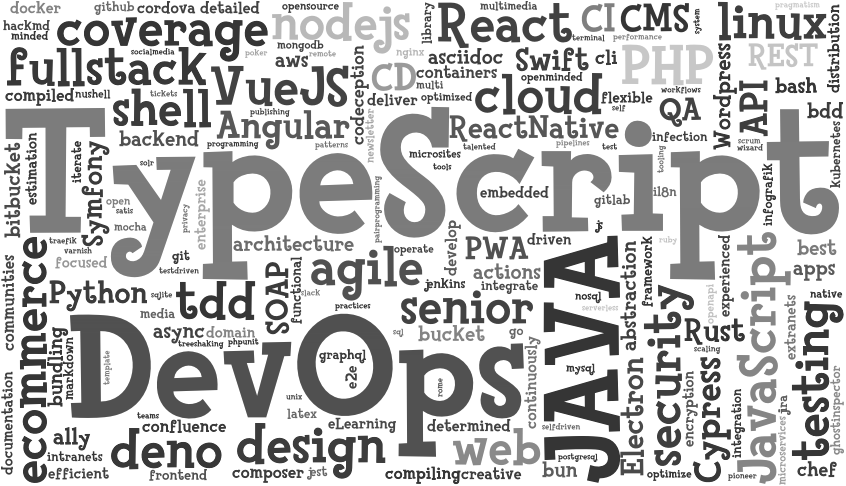 docker
github
cordova
detailed
opensource
nodejs
library
multimedia
React
CI
CMS
system
pragmatism
linux
distribution
hacKmd
minded
coverage
socialmedia
poker
mongodb
aws
remote
nginx
asciidoc
terminal
performance
Swift
cli
PHP
Wordpress
REST
fullstack
compiled
nushell
tickets
VueJS
codeception
CD
containers
multi
openminded
workflows
API
bash
shell
publishing
deliver
optimized
cloud
flexible
self
QA
bdd
backend
Angular
programming
patterns
newsletter
ReactNative
talented
pipelines
test
infection
scrum
wizard
kubernetes
bitbucket
estimation
iterate
solr
TypeScript
microsites
tools
tooling
Symfony
open
satis
mocha
privacy
enterprise
pairprogramming
embedded
gitlab
i18n
infografik
js
traefik
varnish
focused
git
testdriven
architecture
operate
develop
PWA
driven
ruby
best
apps
ecommerce
communities
Python
sqlite
media
tdd
SOAP
functional
slack
agile
jenkins
actions
integrate
nosql
serverless
JAVA
abstraction
framework
experienced
openapi
JavaScript
extranets
native
practices
senior
security
Rust
scaling
testing
async
domain
treeshaking
phpunit
sql
bucket
go
bundling
markdown
template
DevOps
graphql
e2e
rome
continuously
mysql
Electron
encryption
Cypress
integration
microservices
jira
ghostinspector
documentation
unix
latex
teams
confluence
eLearning
determined
selfdriven
ally
intranets
efficient
deno
frontend
design
composer
jest
compiling
creative
web
postgresql
bun
optimize
pioneer
chef